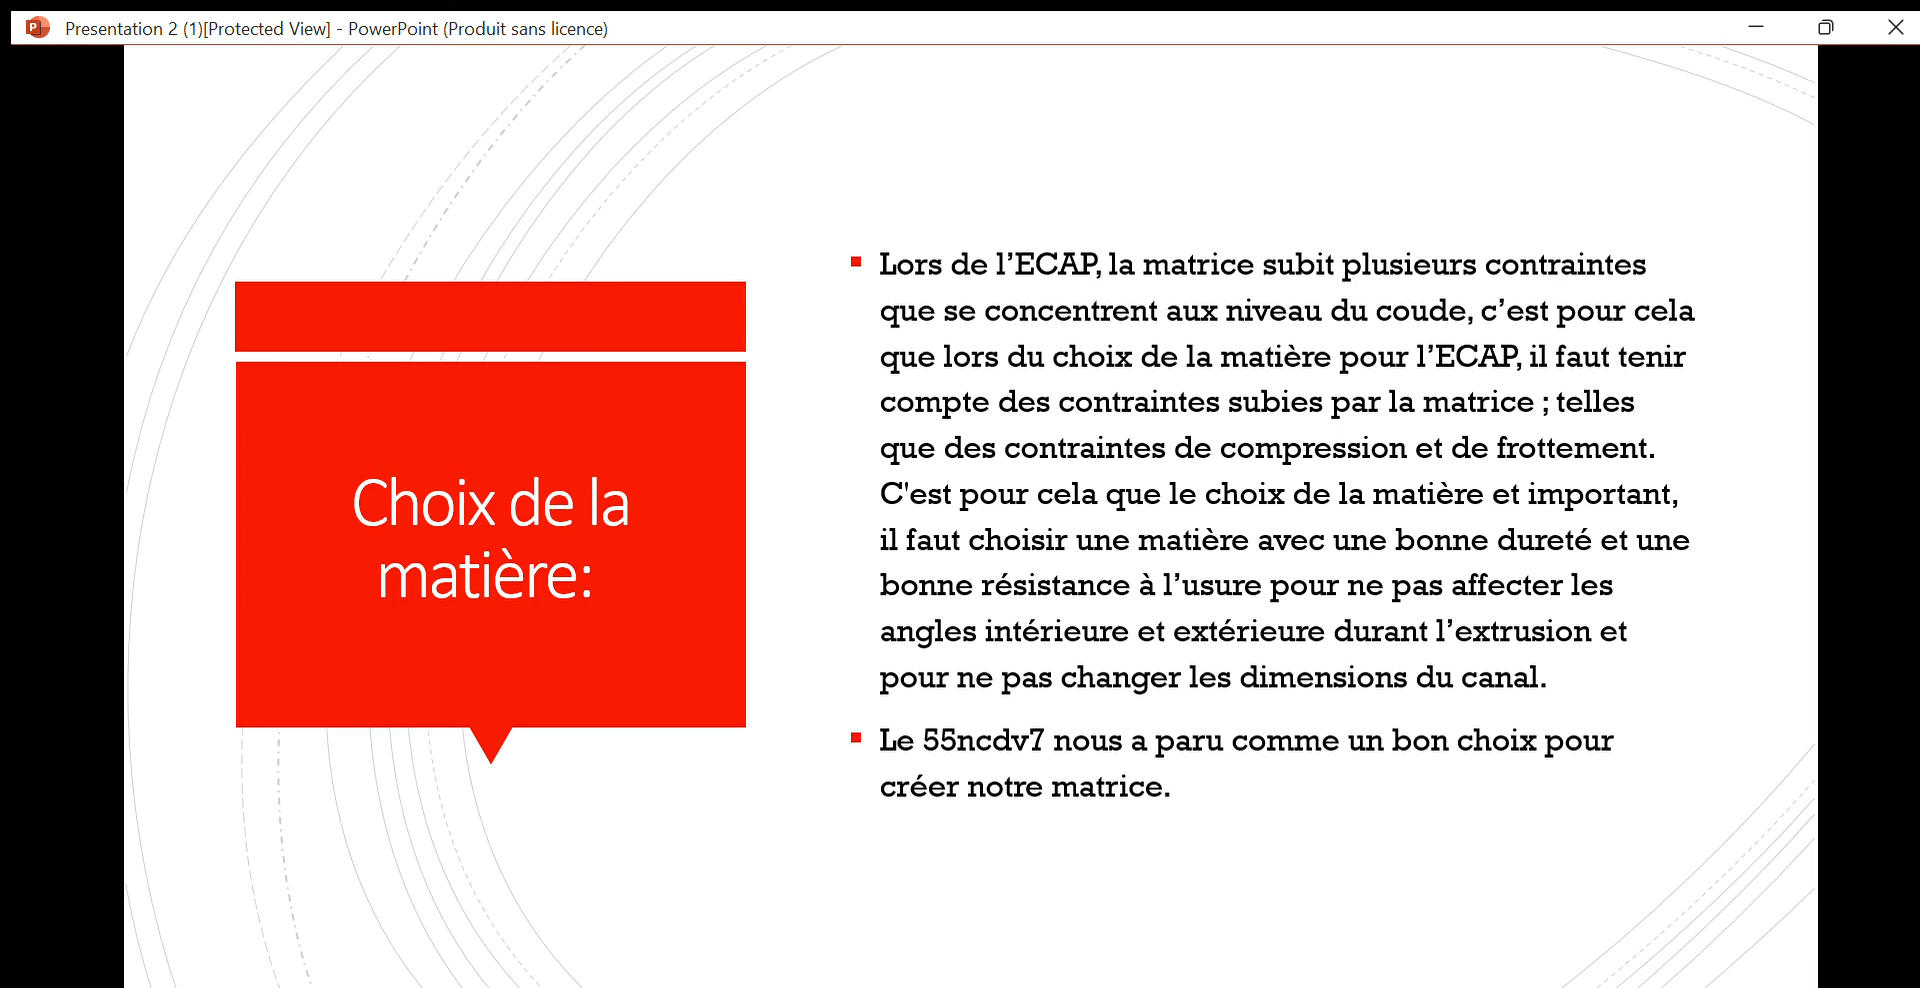 Presentation 2 (1)[Protected View] - PowerPoint (Produit sans licence)
Choix de la
matière:
Lors de l’ECAP, la matrice subit plusieurs contraintes
que se concentrent aux niveau du coude, c’est pour cela
que lors du choix de la matière pour l’ECAP, il faut tenir
compte des contraintes subies par la matrice ; telles
que des contraintes de compression et de frottement.
C'est pour cela que le choix de la matière et important,
il faut choisir une matière avec une bonne dureté et une
bonne résistance à l’usure pour ne pas affecter les
angles intérieure et extérieure durant l’extrusion et
pour ne pas changer les dimensions du canal.
Le 55ncdv7 nous a paru comme un bon choix pour
créer notre matrice.